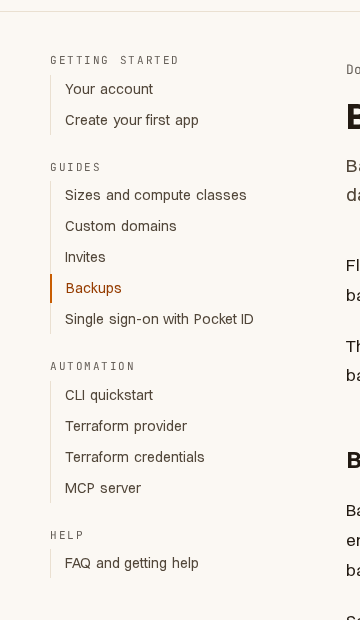 GETTING STARTED
Your account
Create your first app
GUIDES
Sizes and compute classes
Custom domains
Invites
Backups
Single sign-on with Pocket ID
AUTOMATION
CLI quickstart
Terraform provider
Terraform credentials
MCP server
HELP
FAQ and getting help